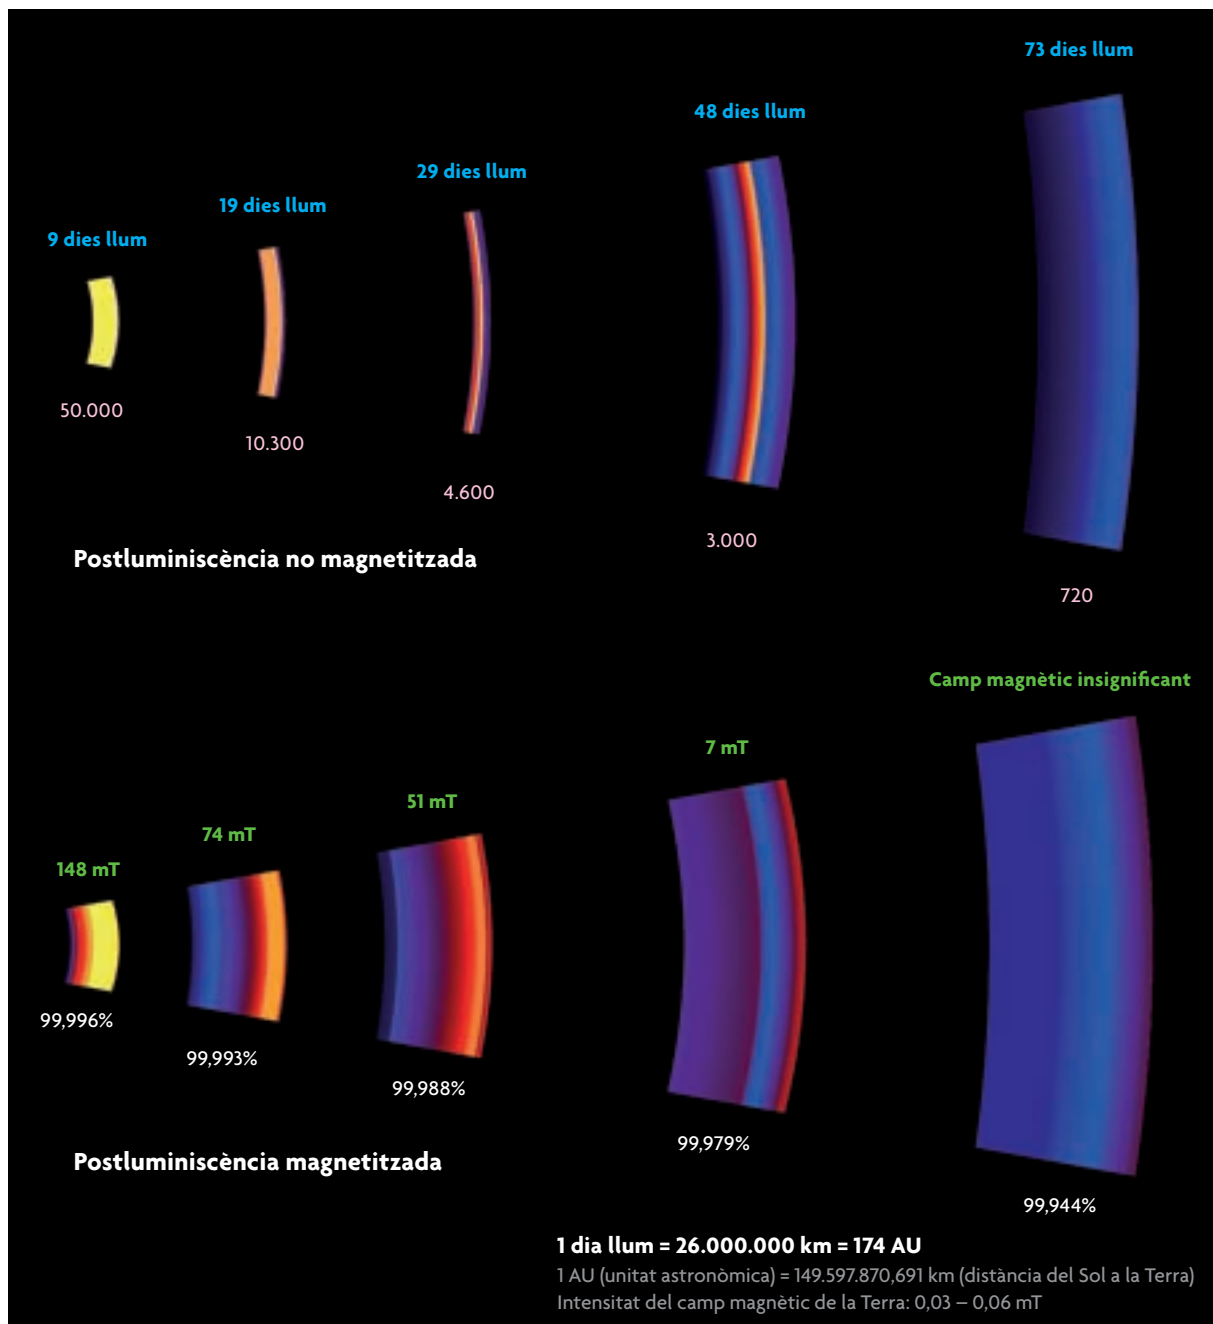 73 dies llum
48 dies llum
29 dies llum
19 dies llum
9 dies llum
50.000
10.300
4.600
3.000
720
Postluminiscència no magnetitzada
Camp magnètic insignificant
7 mT
51 mT
74 mT
148 mT
99,996%
99,993%
99,988%
99,979%
99,944%
Postluminiscència magnetitzada
1 dia llum = 26.000.000 km = 174 AU
1 AU (unitat astronòmica) = 149.597.870,691 km (distància del Sol a la Terra)
Intensitat del camp magnètic de la Terra: 0,03 – 0,06 mT